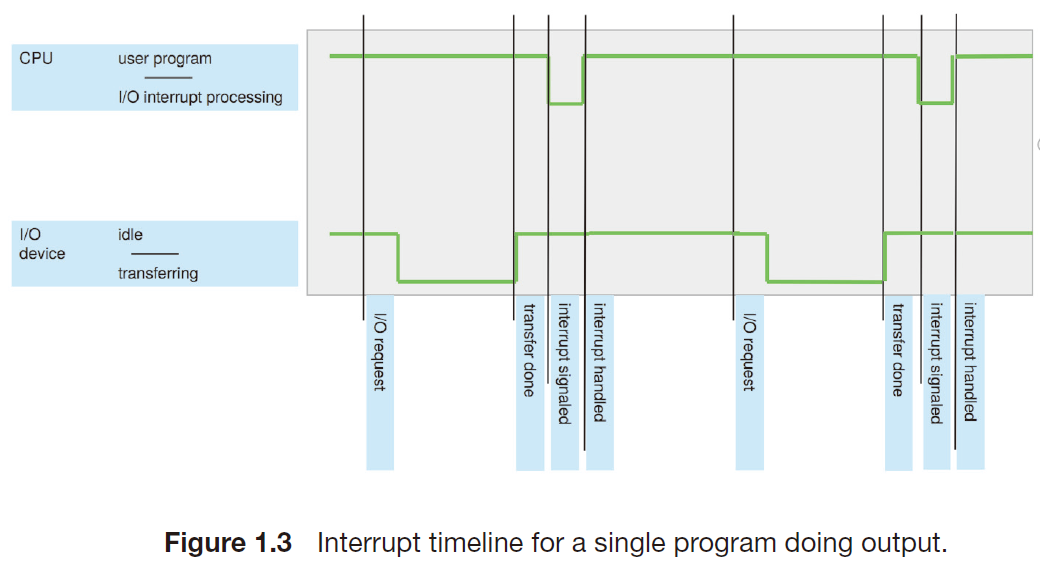 CPU
user program
I/O interrupt processing
I/O
device
idle
transferring
I/O request
transfer done
interrupt signaled
interrupt handled
I/O request
transfer done
interrupt signaled
interrupt handled
Figure 1.3 Interrupt timeline for a single program doing output.